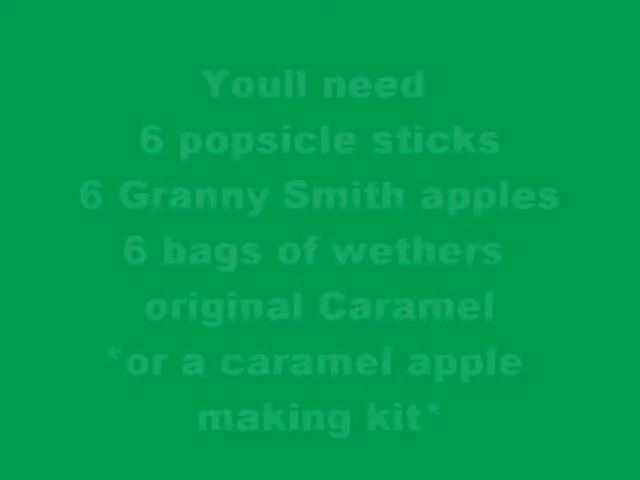 Youll need
6 popsicle sticks
6 Granny Smith apples
6 bags of wethers
original Caramel
*or a caramel apple
making kit*